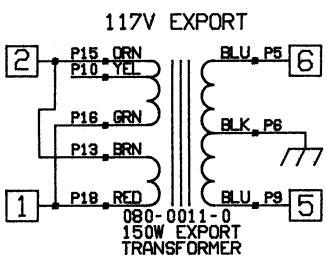 117V EXPORT
2 P15 ORN BLU P5 6
P10 YEL
P16 GRN BLK P6
P13 BRN
1 P18 RED BLU P9 5
080-0011-0
150W EXPORT
TRANSFORMER